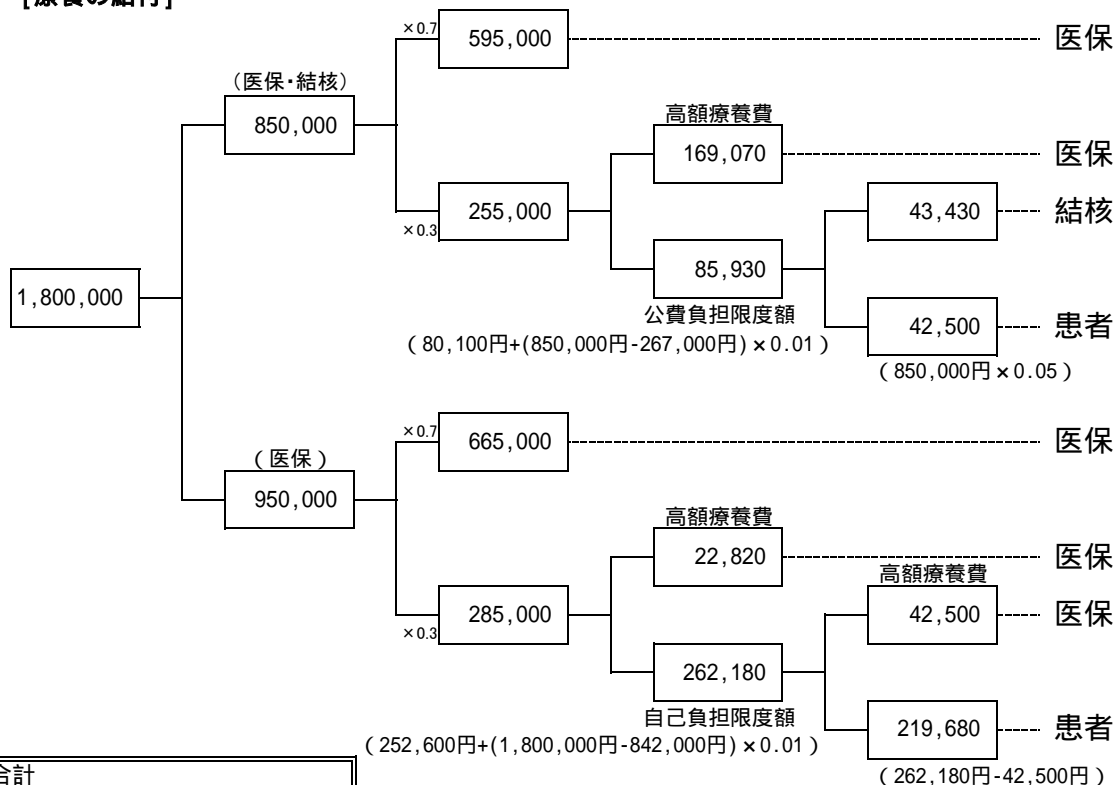 [療養の給付]
×0.7
595,000
医保
(医保・結核)
850,000
高額療養費
169,070
医保
×0.3
255,000
43,430
結核
1,800,000
85,930
公費負担限度額
(80,100円+(850,000円-267,000円)×0.01)
42,500
患者
(850,000円×0.05)
×0.7
665,000
医保
(医保)
950,000
高額療養費
22,820
医保
×0.3
285,000
高額療養費
42,500
医保
262,180
自己負担限度額
(252,600円+(1,800,000円-842,000円)×0.01)
219,680
患者
(262,180円-42,500円)
合計